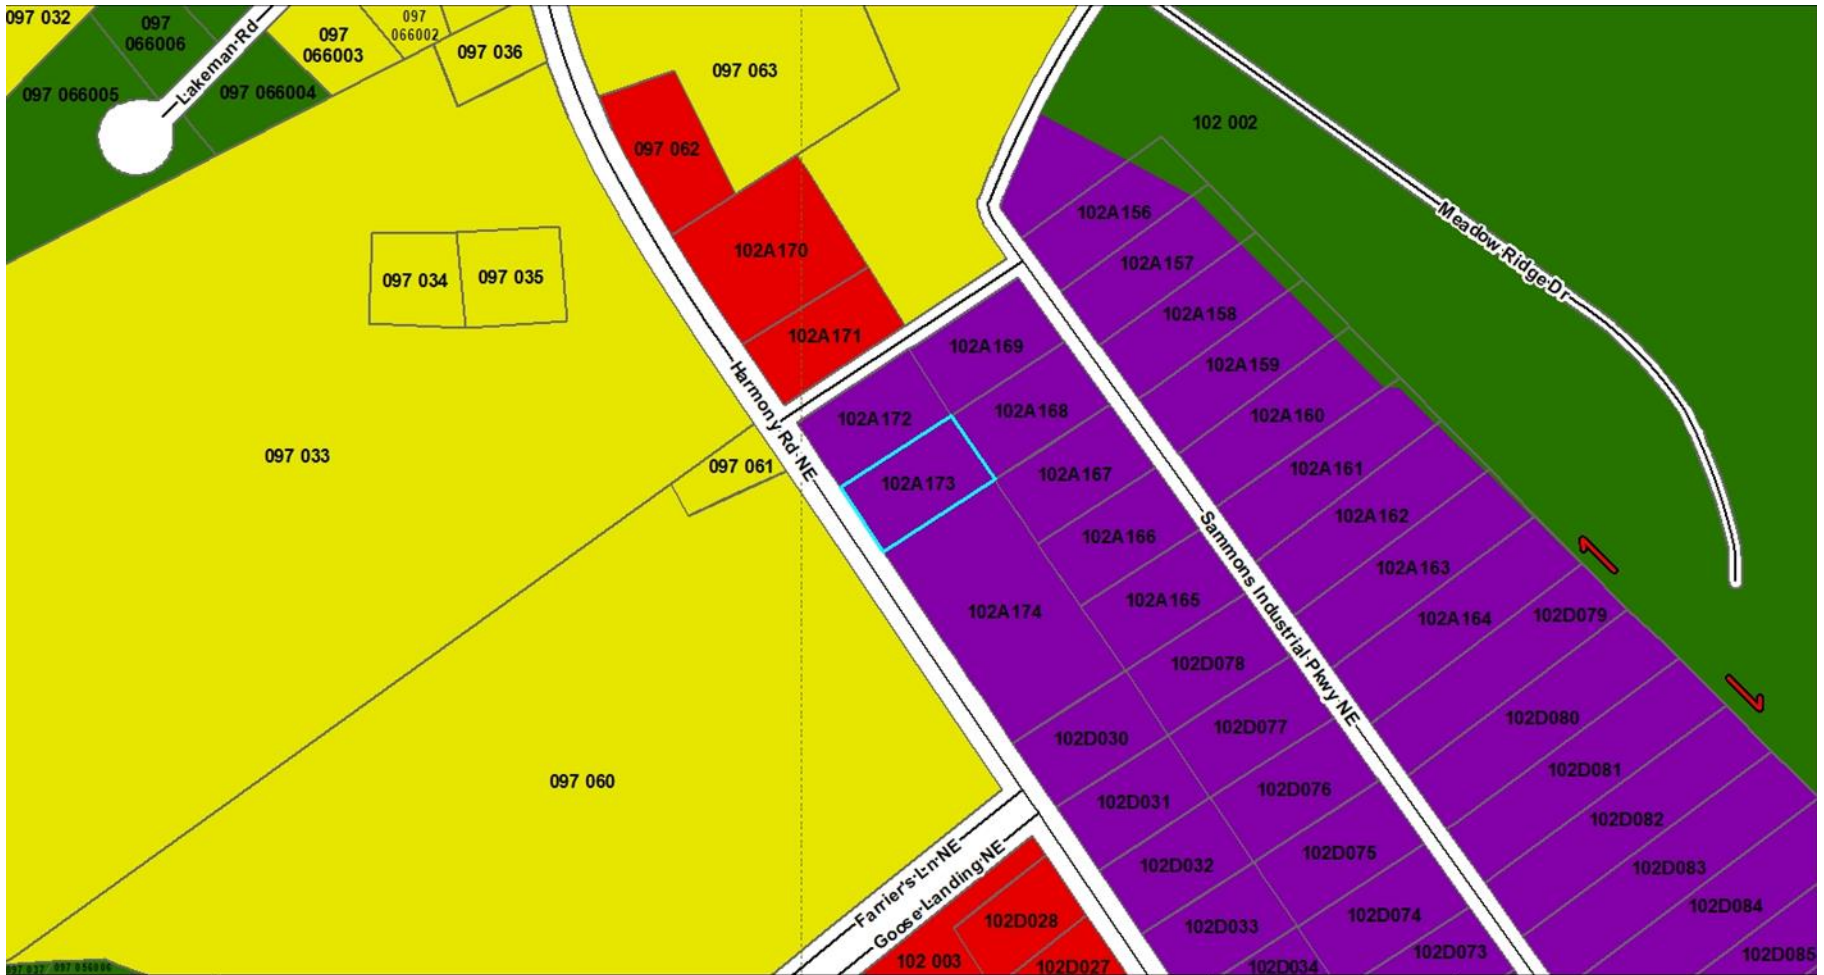 097 032
097
066006
Lakeman Rd
097
066003
097
066002
097 036
097 063
097 066005
097 066004
102 002
097 062
102A156
Meadow Ridge Dr
102A170
102A157
097 034
097 035
102A158
102A171
102A169
102A159
Harmony Rd NE
102A172
102A168
102A160
097 033
097 061
102A173
102A167
102A161
102A162
102A166
Sammons Industrial Pkwy NE
102A163
102A174
102A165
102A164
102D079
102D078
102D030
102D077
102D080
097 060
102D031
102D076
102D081
102D082
Farrier's Ln NE
Goose Landing NE
102D032
102D075
102D083
102D028
102D033
102D074
102D084
102 003
102D027
102D034
102D073
102D085
097 037